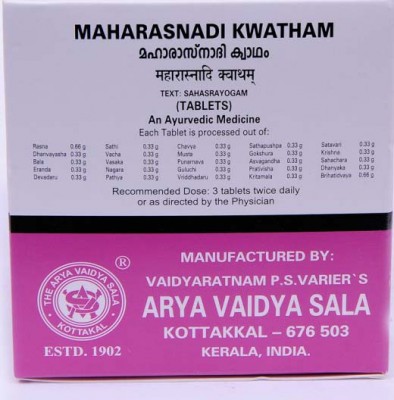 MAHARASNADI KWATHAM
മഹാരാസ്നാദി ക്വാഥം
महारास्नादि क्वाथम्
TEXT: SAHASRAYOGAM
(TABLETS)
An Ayurvedic Medicine
Each Tablet is processed out of:
Rasna 0.66 g Sathi 0.33 g Chavya 0.33 g Sathapushpa 0.33 g Satavari 0.33 g
Dhanvayasha 0.33 g Vacha 0.33 g Musta 0.33 g Gokshura 0.33 g Krishna 0.33 g
Bala 0.33 g Vasaka 0.33 g Punarnava 0.33 g Asvagandha 0.33 g Sahachara 0.33 g
Eranda 0.33 g Nagara 0.33 g Guluchi 0.33 g Prativisha 0.33 g Dhanyaka 0.33 g
Devadaru 0.33 g Pathya 0.33 g Vriddhadaru 0.33 g Kritamala 0.33 g Brihatidvaya 0.66 g
Recommended Dose: 3 tablets twice daily
or as directed by the Physician
MANUFACTURED BY:
VAIDYARATNAM P.S.VARIER`S
ARYA VAIDYA SALA
KOTTAKKAL – 676 503
KERALA, INDIA.
®
THE ARYA VAIDYA SALA
KOTTAKAL
ESTD. 1902